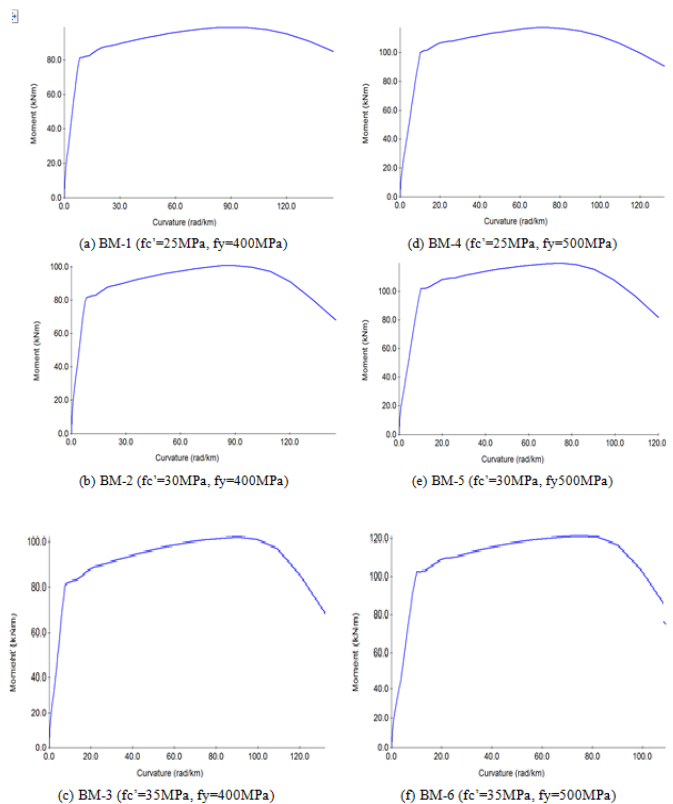 80.0
60.0
40.0
20.0
0.0
0.0 30.0 60.0 90.0 120.0
Moment (kNm)
Curvature (rad/km)
(a) BM-1 (fc’=25MPa, fy=400MPa)
100.0
80.0
60.0
40.0
20.0
0.0
0.0 20.0 40.0 60.0 80.0 100.0 120.0
Moment (kNm)
Curvature (rad/km)
(d) BM-4 (fc’=25MPa, fy=500MPa)
100.0
80.0
60.0
40.0
20.0
0.0
0.0 30.0 60.0 90.0 120.0
Moment (kNm)
Curvature (rad/km)
(b) BM-2 (fc’=30MPa, fy=400MPa)
100.0
80.0
60.0
40.0
20.0
0.0
0.0 20.0 40.0 60.0 80.0 100.0 120.0
Moment (kNm)
Curvature (rad/km)
(e) BM-5 (fc’=30MPa, fy500MPa)
100.0
80.0
60.0
40.0
20.0
0.0
0.0 20.0 40.0 60.0 80.0 100.0 120.0
Moment (kNm)
Curvature (rad/km)
(c) BM-3 (fc’=35MPa, fy=400MPa)
120.0
100.0
80.0
60.0
40.0
20.0
0.0
0.0 20.0 40.0 60.0 80.0 100.0
Moment (kNm)
Curvature (rad/km)
(f) BM-6 (fc’=35MPa, fy=500MPa)